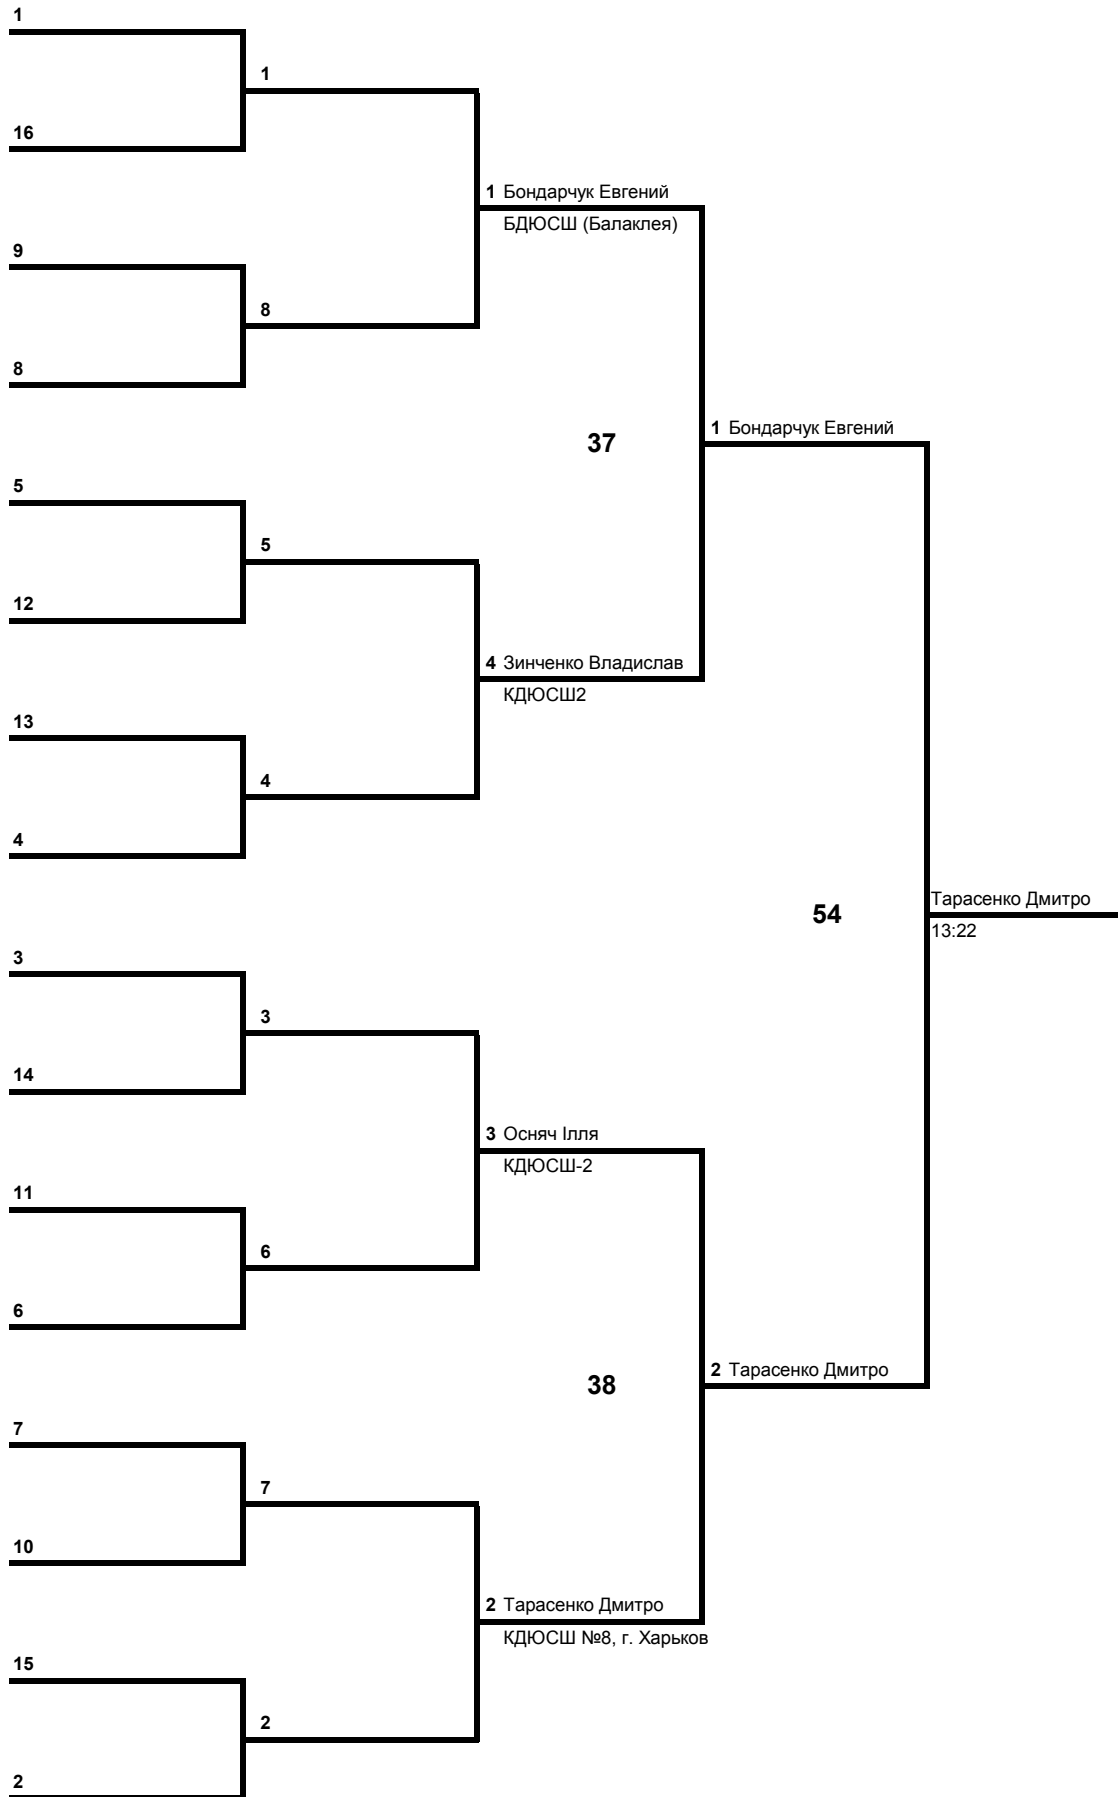 1
1
16
1 Бондарчук Евгений
БДЮСШ (Балаклея)
9
8
8
37
1 Бондарчук Евгений
5
5
12
4 Зинченко Владислав
КДЮСШ2
13
4
4
54
Тарасенко Дмитро
13:22
3
3
14
3 Осняч Ілля
КДЮСШ-2
11
6
6
38
2 Тарасенко Дмитро
7
7
10
2 Тарасенко Дмитро
КДЮСШ №8, г. Харьков
15
2
2